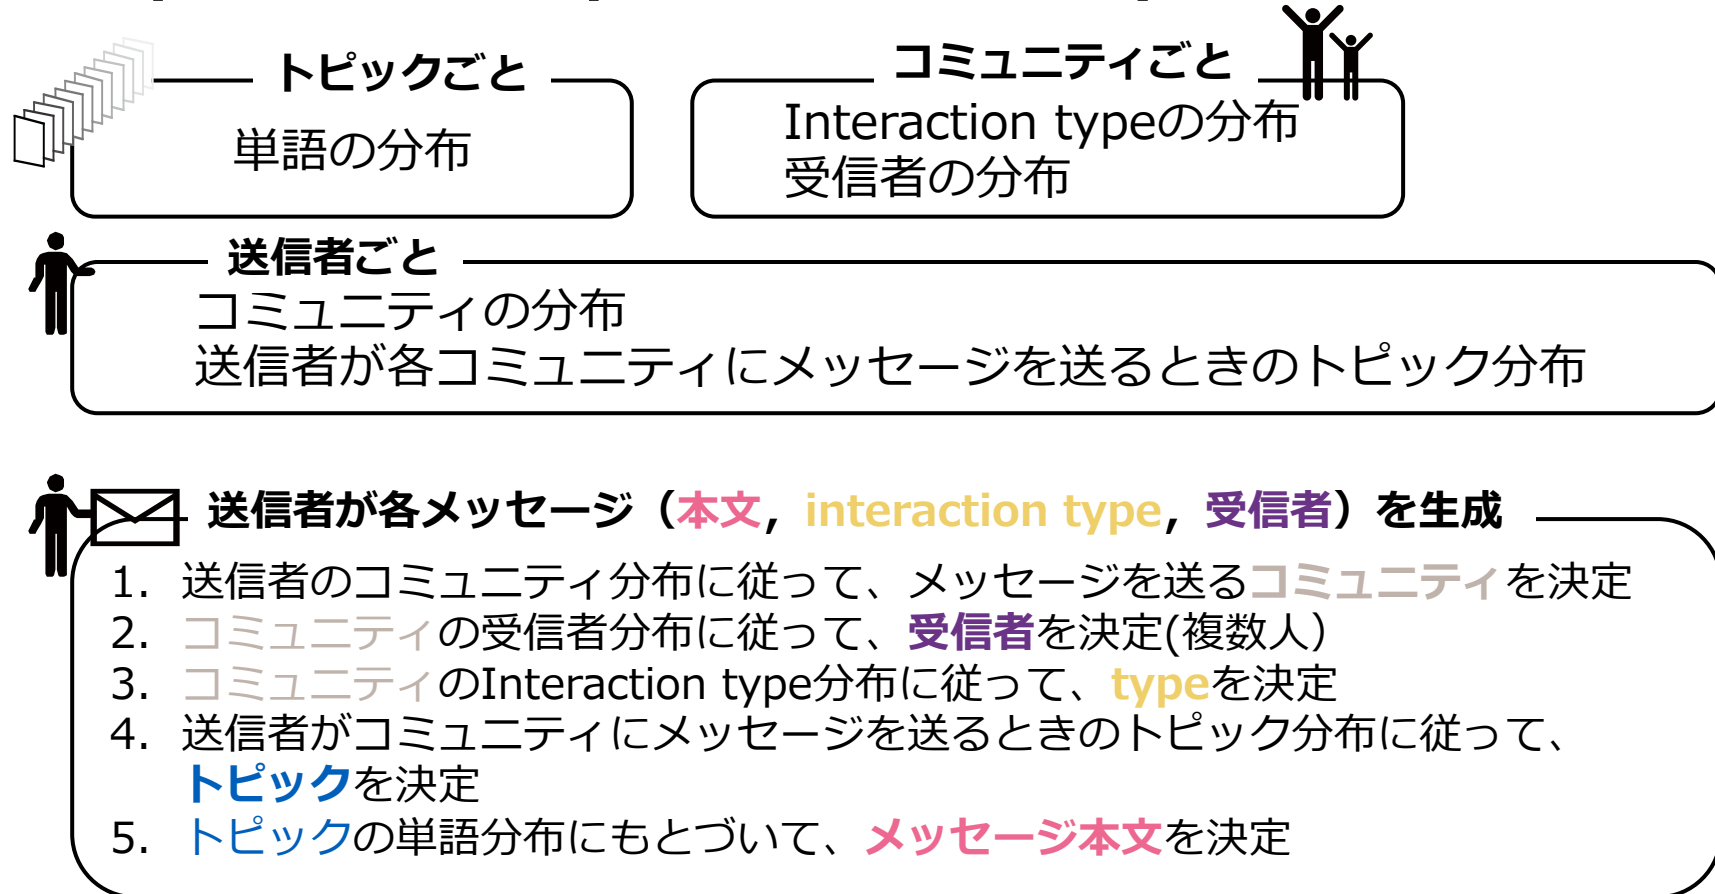 トピックごと
単語の分布
コミュニティごと
Interaction typeの分布
受信者の分布
送信者ごと
コミュニティの分布
送信者が各コミュニティにメッセージを送るときのトピック分布
送信者が各メッセージ（本文, interaction type, 受信者）を生成
1. 送信者のコミュニティ分布に従って、メッセージを送るコミュニティを決定
2. コミュニティの受信者分布に従って、受信者を決定(複数人）
3. コミュニティのInteraction type分布に従って、typeを決定
4. 送信者がコミュニティにメッセージを送るときのトピック分布に従って、
トピックを決定
5. トピックの単語分布にもとづいて、メッセージ本文を決定